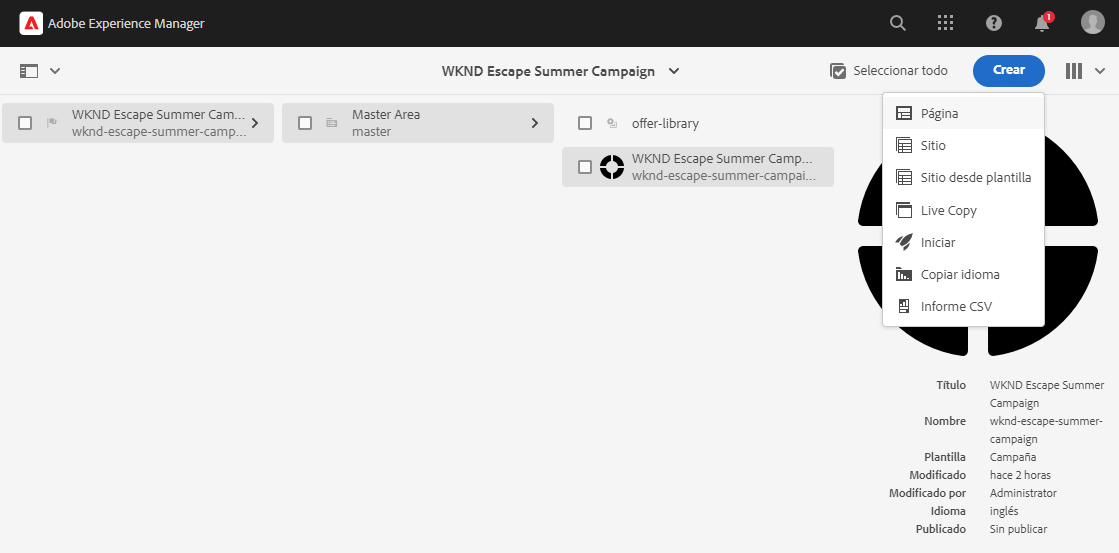 Adobe Experience Manager
1
WKND Escape Summer Campaign
Seleccionar todo
Crear
WKND Escape Summer Cam...
wknd-escape-summer-camp...
Master Area
master
offer-library
WKND Escape Summer Camp...
wknd-escape-summer-campai...
Página
Sitio
Sitio desde plantilla
Live Copy
Iniciar
Copiar idioma
Informe CSV
Título WKND Escape Summer
Campaign
Nombre wknd-escape-summer-
campaign
Plantilla Campaña
Modificado hace 2 horas
Modificado por Administrator
Idioma inglés
Publicado Sin publicar